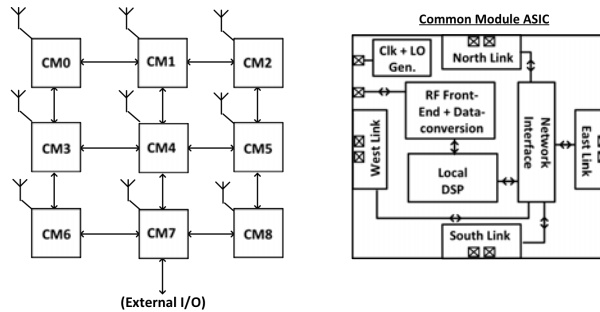 CM0
CM1
CM2
CM3
CM4
CM5
CM6
CM7
CM8
(External I/O)
Common Module ASIC
Clk + LO
Gen.
North Link
RF Front-
End + Data-
conversion
West Link
Network
Interface
East Link
Local
DSP
South Link